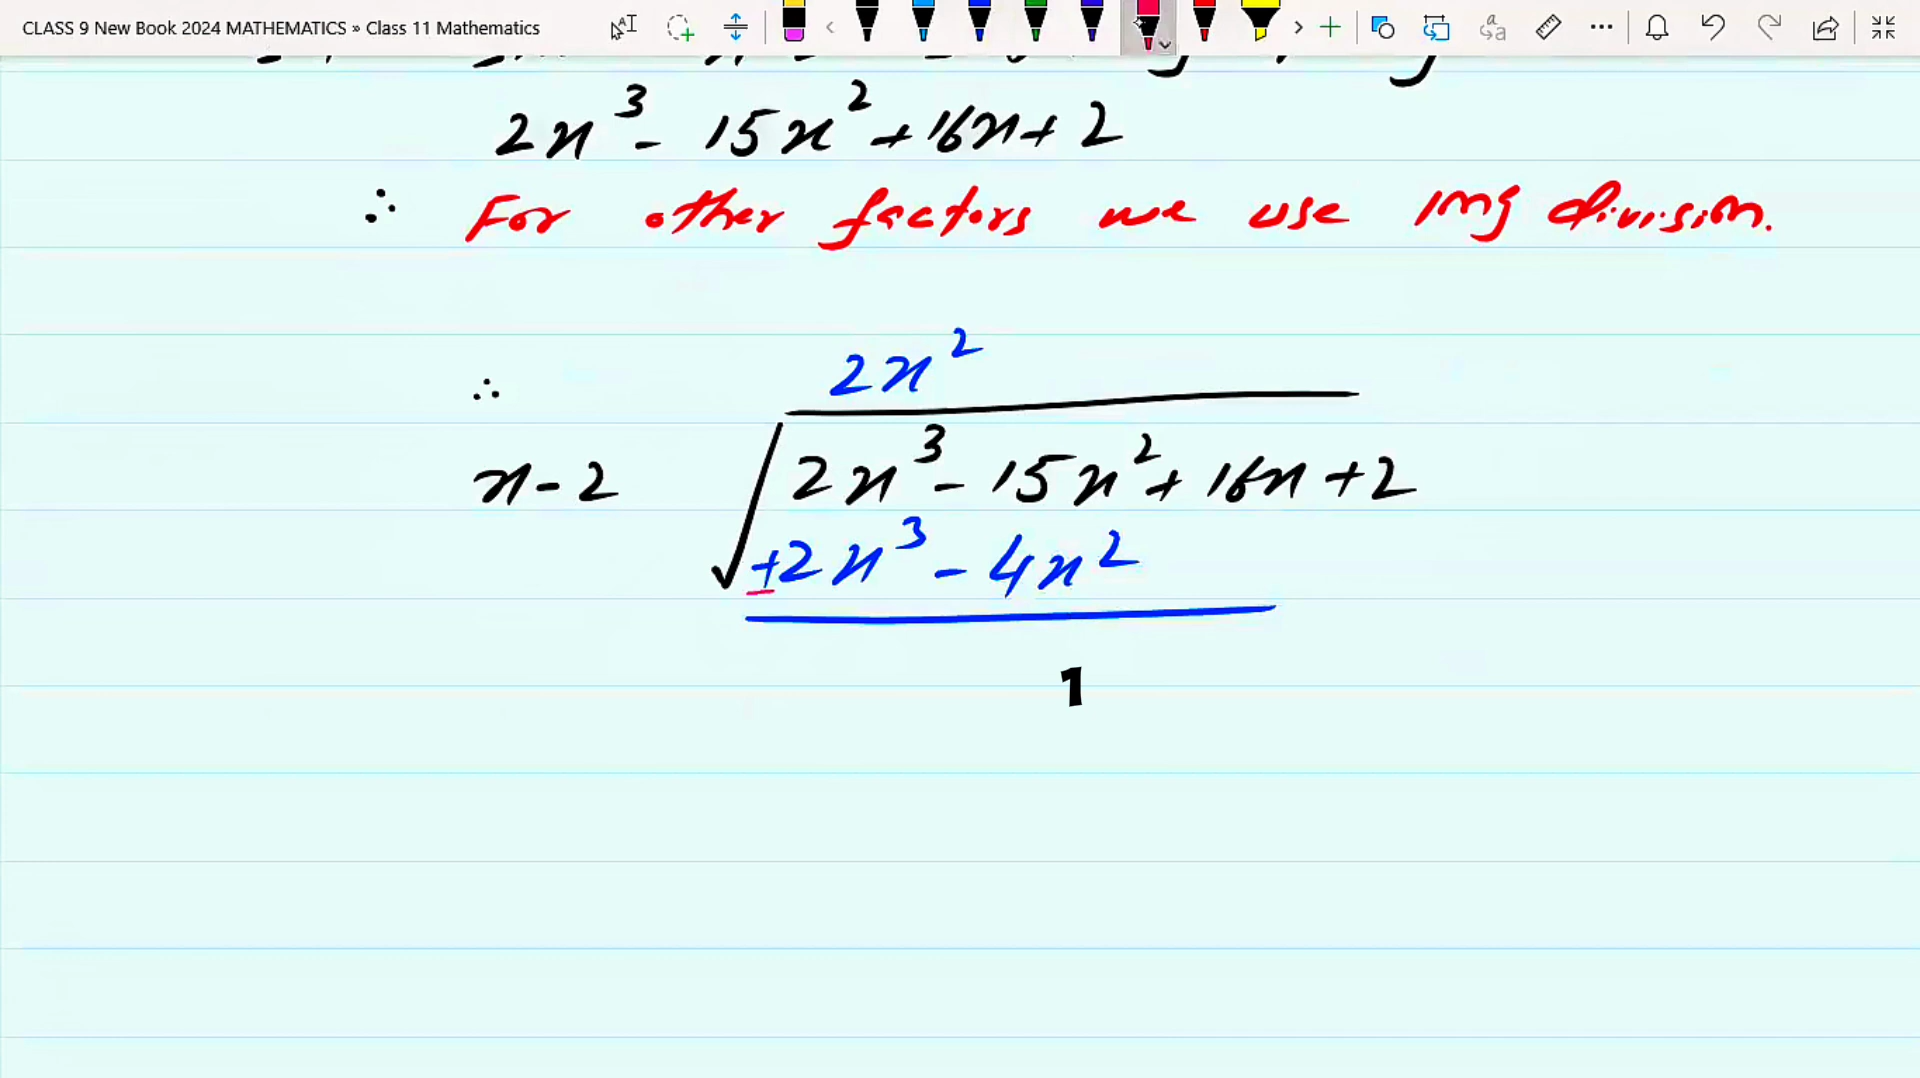 CLASS 9 New Book 2024 MATHEMATICS » Class 11 Mathematics
2x³ - 15x² + 16x + 2
∴ For other factors we use long division.
2x²
∴
x - 2 √ 2x³ - 15x² + 16x + 2
±2x³ - 4x²
1